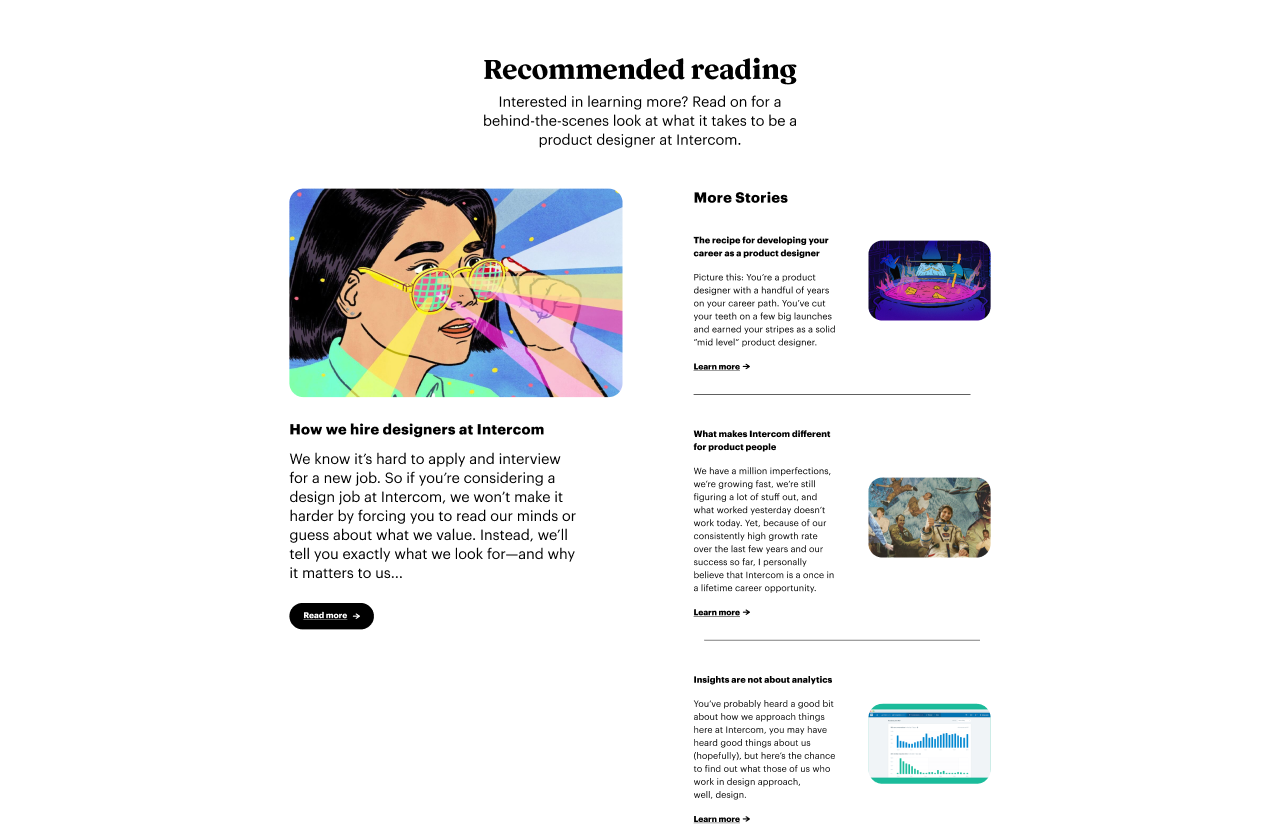 Recommended reading
Interested in learning more? Read on for a
behind-the-scenes look at what it takes to be a
product designer at Intercom.
How we hire designers at Intercom
We know it’s hard to apply and interview
for a new job. So if you’re considering a
design job at Intercom, we won’t make it
harder by forcing you to read our minds or
guess about what we value. Instead, we’ll
tell you exactly what we look for—and why
it matters to us...
Read more →
More Stories
The recipe for developing your
career as a product designer
Picture this: You’re a product
designer with a handful of years
on your career path. You’ve cut
your teeth on a few big launches
and earned your stripes as a solid
“mid level” product designer.
Learn more →
What makes Intercom different
for product people
We have a million imperfections,
we’re growing fast, we’re still
figuring a lot of stuff out, and
what worked yesterday doesn’t
work today. Yet, because of our
consistently high growth rate
over the last few years and our
success so far, I personally
believe that Intercom is a once in
a lifetime career opportunity.
Learn more →
Insights are not about analytics
You’ve probably heard a good bit
about how we approach things
here at Intercom, you may have
heard good things about us
(hopefully), but here’s the chance
to find out what those of us who
work in design approach,
well, design.
Learn more →